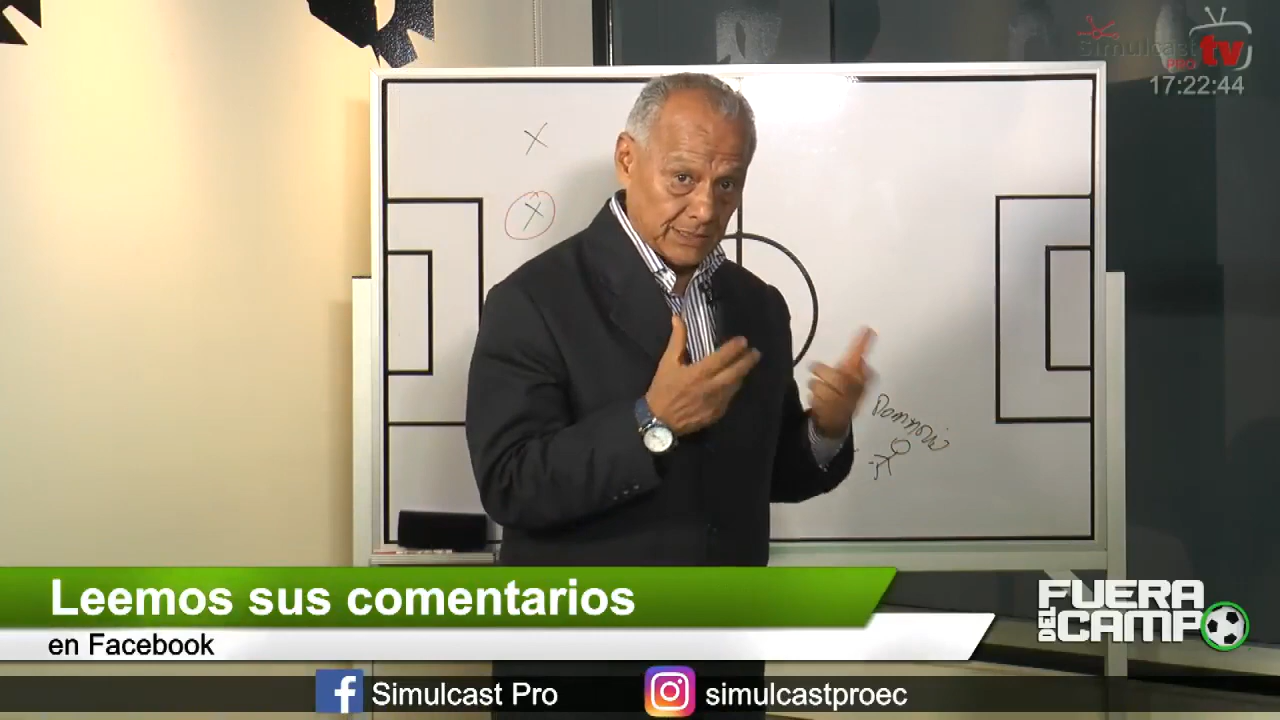 Simulcast tv
PRO
17:22:44
X
X
Leemos sus comentarios
en Facebook
FUERA
DEL CAMPO
Simulcast Pro
simulcastproec